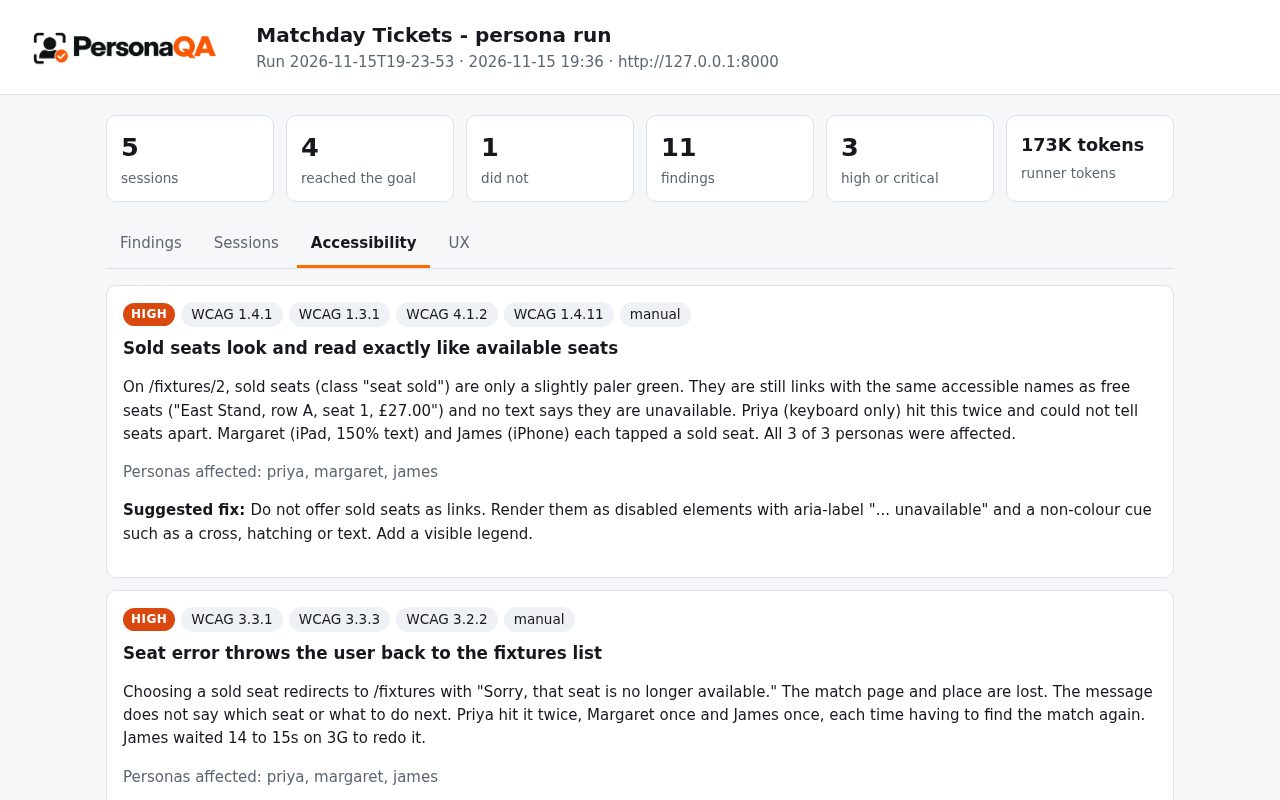 PersonaQA
Matchday Tickets - persona run
Run 2026-11-15T19-23-53 · 2026-11-15 19:36 · http://127.0.0.1:8000
5
sessions
4
reached the goal
1
did not
11
findings
3
high or critical
173K tokens
runner tokens
Findings Sessions Accessibility UX
HIGH WCAG 1.4.1 WCAG 1.3.1 WCAG 4.1.2 WCAG 1.4.11 manual
Sold seats look and read exactly like available seats
On /fixtures/2, sold seats (class "seat sold") are only a slightly paler green. They are still links with the same accessible names as free
seats ("East Stand, row A, seat 1, £27.00") and no text says they are unavailable. Priya (keyboard only) hit this twice and could not tell
seats apart. Margaret (iPad, 150% text) and James (iPhone) each tapped a sold seat. All 3 of 3 personas were affected.
Personas affected: priya, margaret, james
Suggested fix: Do not offer sold seats as links. Render them as disabled elements with aria-label "... unavailable" and a non-colour cue
such as a cross, hatching or text. Add a visible legend.
HIGH WCAG 3.3.1 WCAG 3.3.3 WCAG 3.2.2 manual
Seat error throws the user back to the fixtures list
Choosing a sold seat redirects to /fixtures with "Sorry, that seat is no longer available." The match page and place are lost. The message
does not say which seat or what to do next. Priya hit it twice, Margaret once and James once, each time having to find the match again.
James waited 14 to 15s on 3G to redo it.
Personas affected: priya, margaret, james